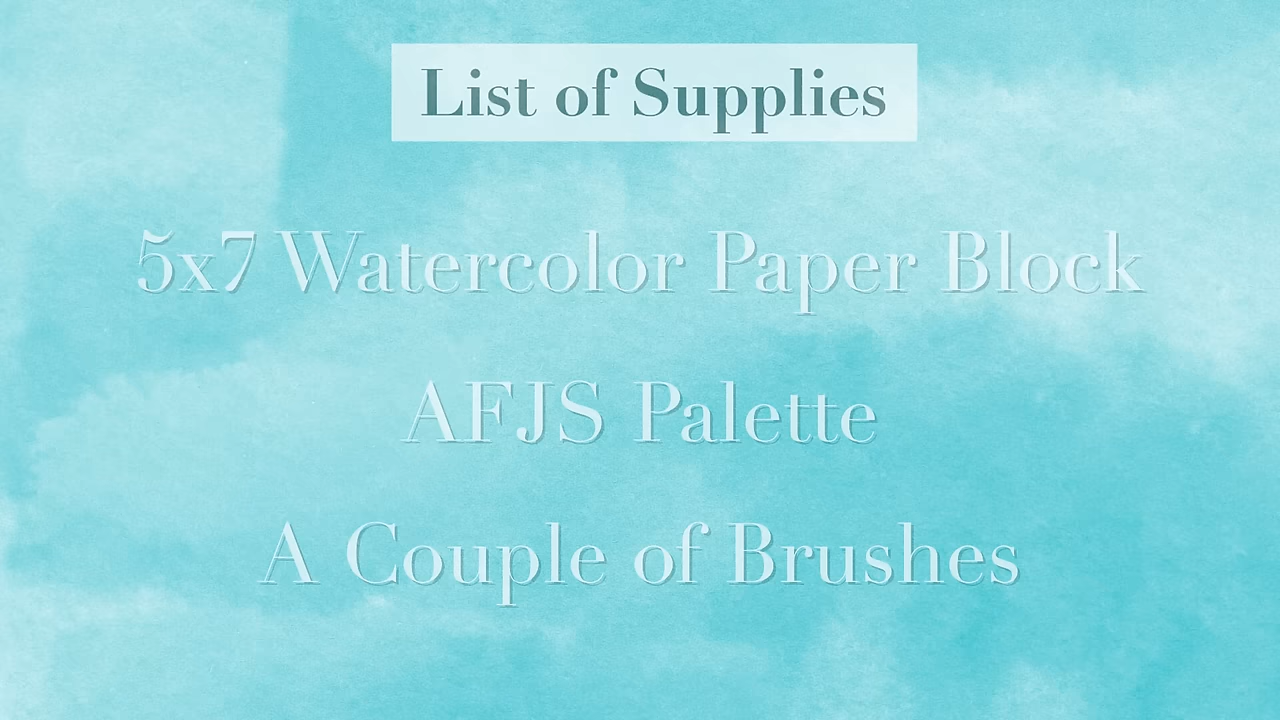 List of Supplies
5x7 Watercolor Paper Block
AFJS Palette
A Couple of Brushes